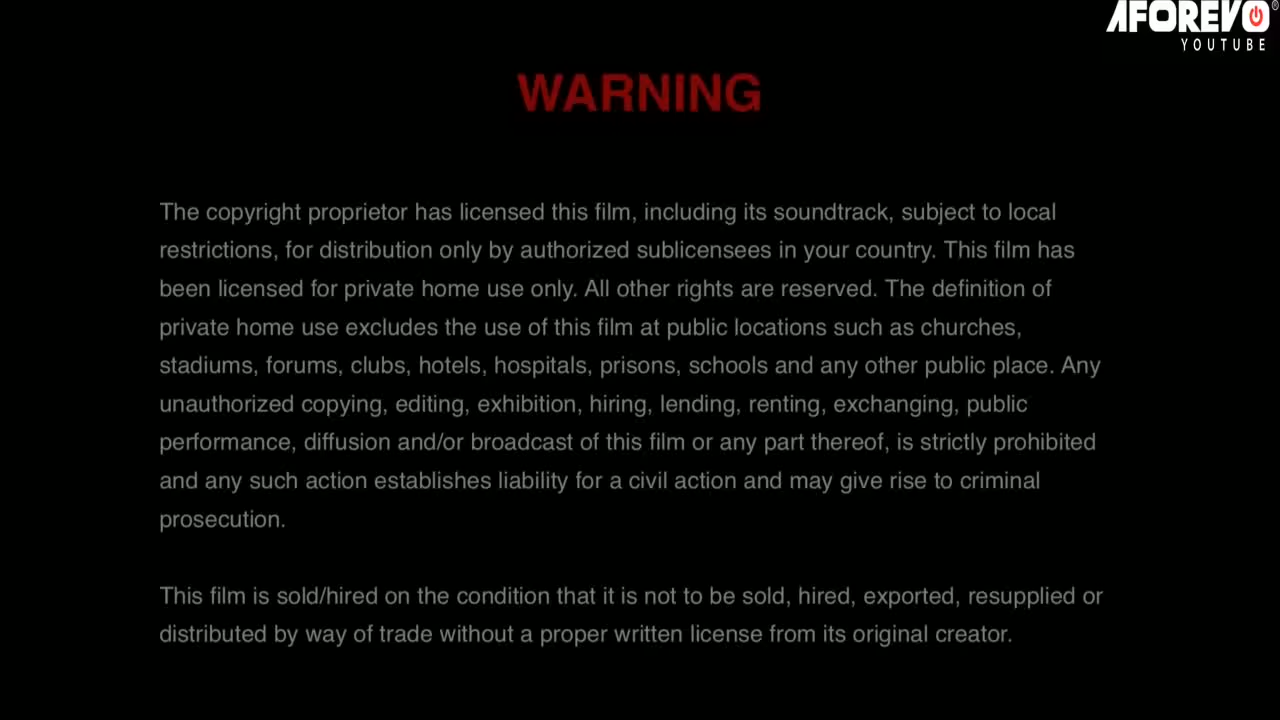 AFOREVO®
YOUTUBE
WARNING
The copyright proprietor has licensed this film, including its soundtrack, subject to local
restrictions, for distribution only by authorized sublicensees in your country. This film has
been licensed for private home use only. All other rights are reserved. The definition of
private home use excludes the use of this film at public locations such as churches,
stadiums, forums, clubs, hotels, hospitals, prisons, schools and any other public place. Any
unauthorized copying, editing, exhibition, hiring, lending, renting, exchanging, public
performance, diffusion and/or broadcast of this film or any part thereof, is strictly prohibited
and any such action establishes liability for a civil action and may give rise to criminal
prosecution.
This film is sold/hired on the condition that it is not to be sold, hired, exported, resupplied or
distributed by way of trade without a proper written license from its original creator.